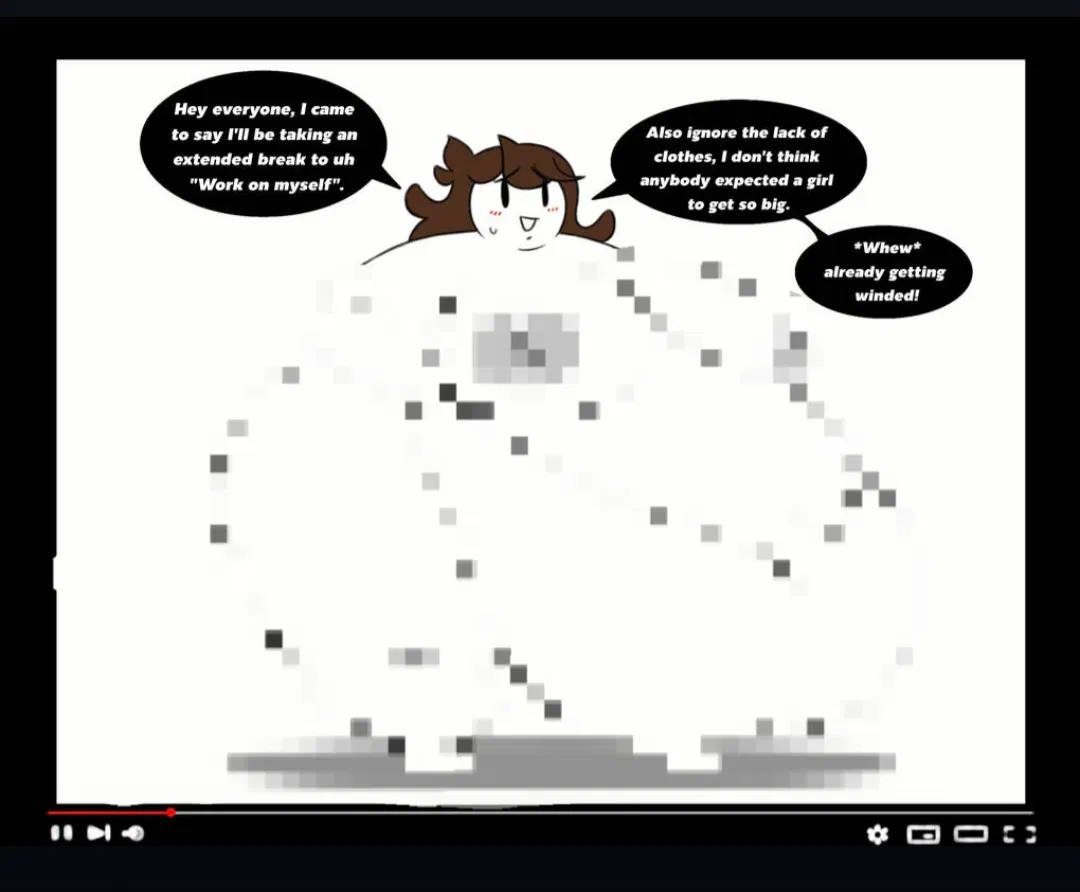 Hey everyone, I came
to say I'll be taking an
extended break to uh
"Work on myself".
Also ignore the lack of
clothes, I don't think
anybody expected a girl
to get so big.
*Whew*
already getting
winded!